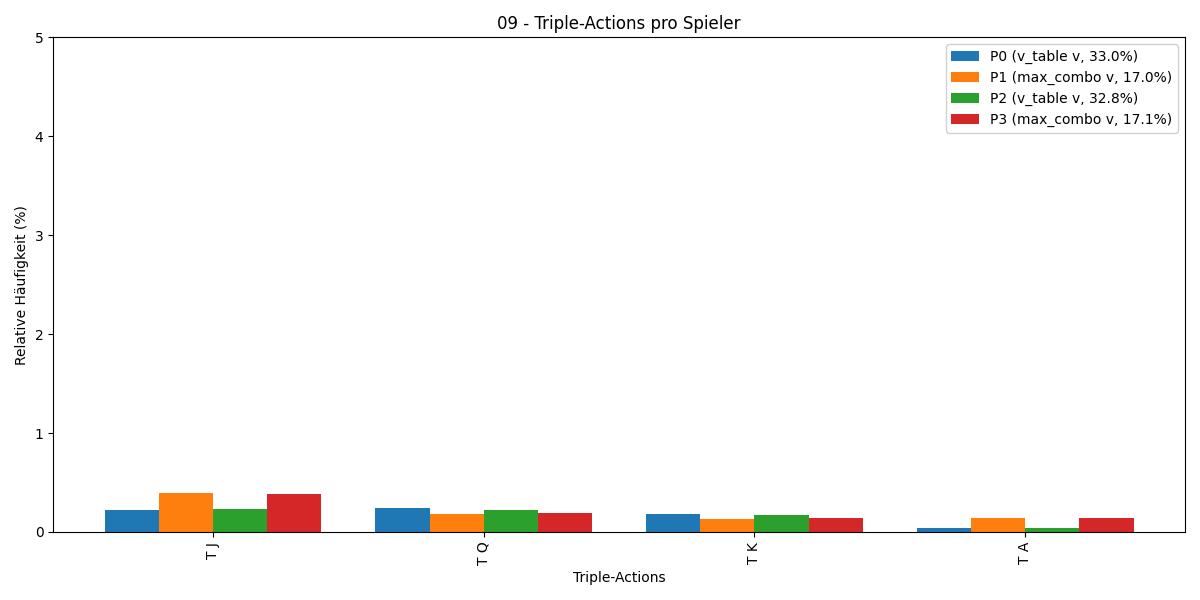 09 - Triple-Actions pro Spieler
P0 (v_table v, 33.0%)
P1 (max_combo v, 17.0%)
P2 (v_table v, 32.8%)
P3 (max_combo v, 17.1%)
Relative Häufigkeit (%)
5
4
3
2
1
0
T J
T Q
T K
T A
Triple-Actions